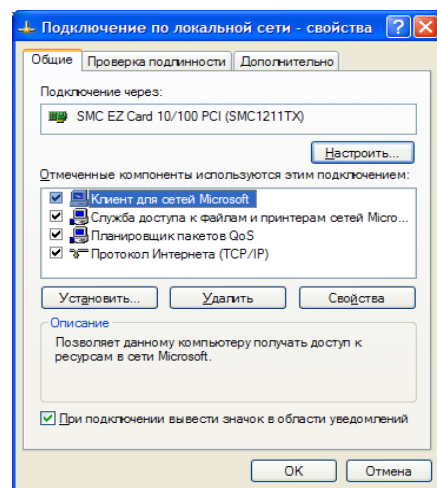 Подключение по локальной сети - свойства
Общие Проверка подлинности Дополнительно
Подключение через:
SMC EZ Card 10/100 PCI (SMC1211TX)
Настроить...
Отмеченные компоненты используются этим подключением:
Клиент для сетей Microsoft
Служба доступа к файлам и принтерам сетей Micro...
Планировщик пакетов QoS
Протокол Интернета (TCP/IP)
Установить... Удалить Свойства
Описание
Позволяет данному компьютеру получать доступ к
ресурсам в сети Microsoft.
При подключении вывести значок в области уведомлений
OK Отмена